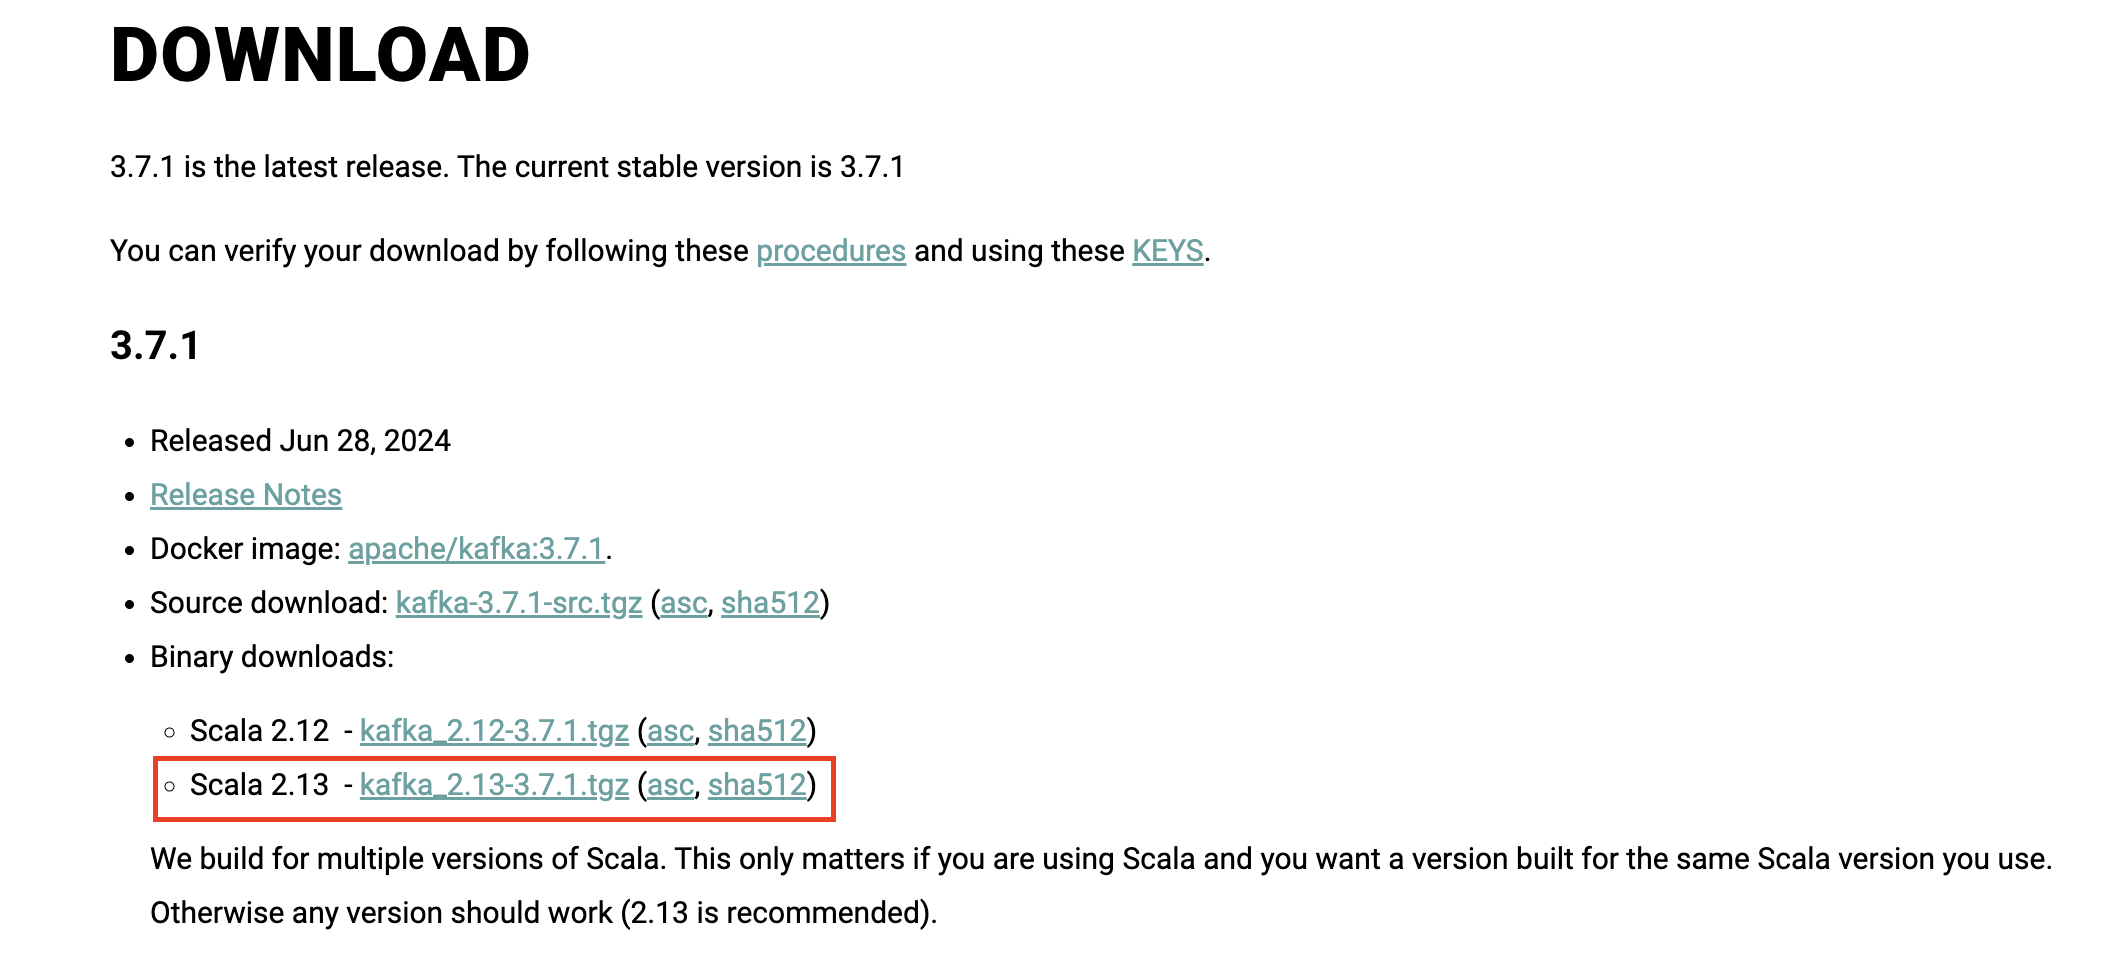 DOWNLOAD
3.7.1 is the latest release. The current stable version is 3.7.1
You can verify your download by following these procedures and using these KEYS.
3.7.1
• Released Jun 28, 2024
• Release Notes
• Docker image: apache/kafka:3.7.1.
• Source download: kafka-3.7.1-src.tgz (asc, sha512)
• Binary downloads:
◦ Scala 2.12 - kafka_2.12-3.7.1.tgz (asc, sha512)
◦ Scala 2.13 - kafka_2.13-3.7.1.tgz (asc, sha512)
We build for multiple versions of Scala. This only matters if you are using Scala and you want a version built for the same Scala version you use.
Otherwise any version should work (2.13 is recommended).